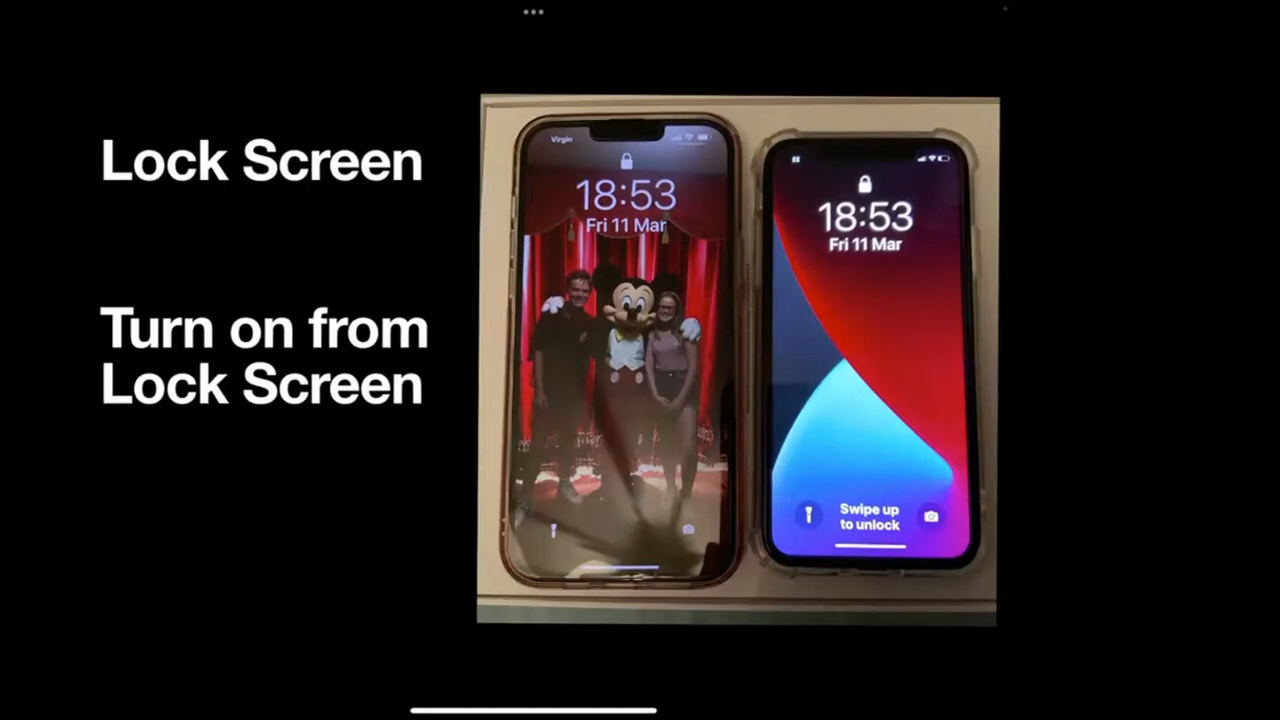 Lock Screen
Turn on from
Lock Screen
Virgin
18:53
Fri 11 Mar
18:53
Fri 11 Mar
Swipe up
to unlock